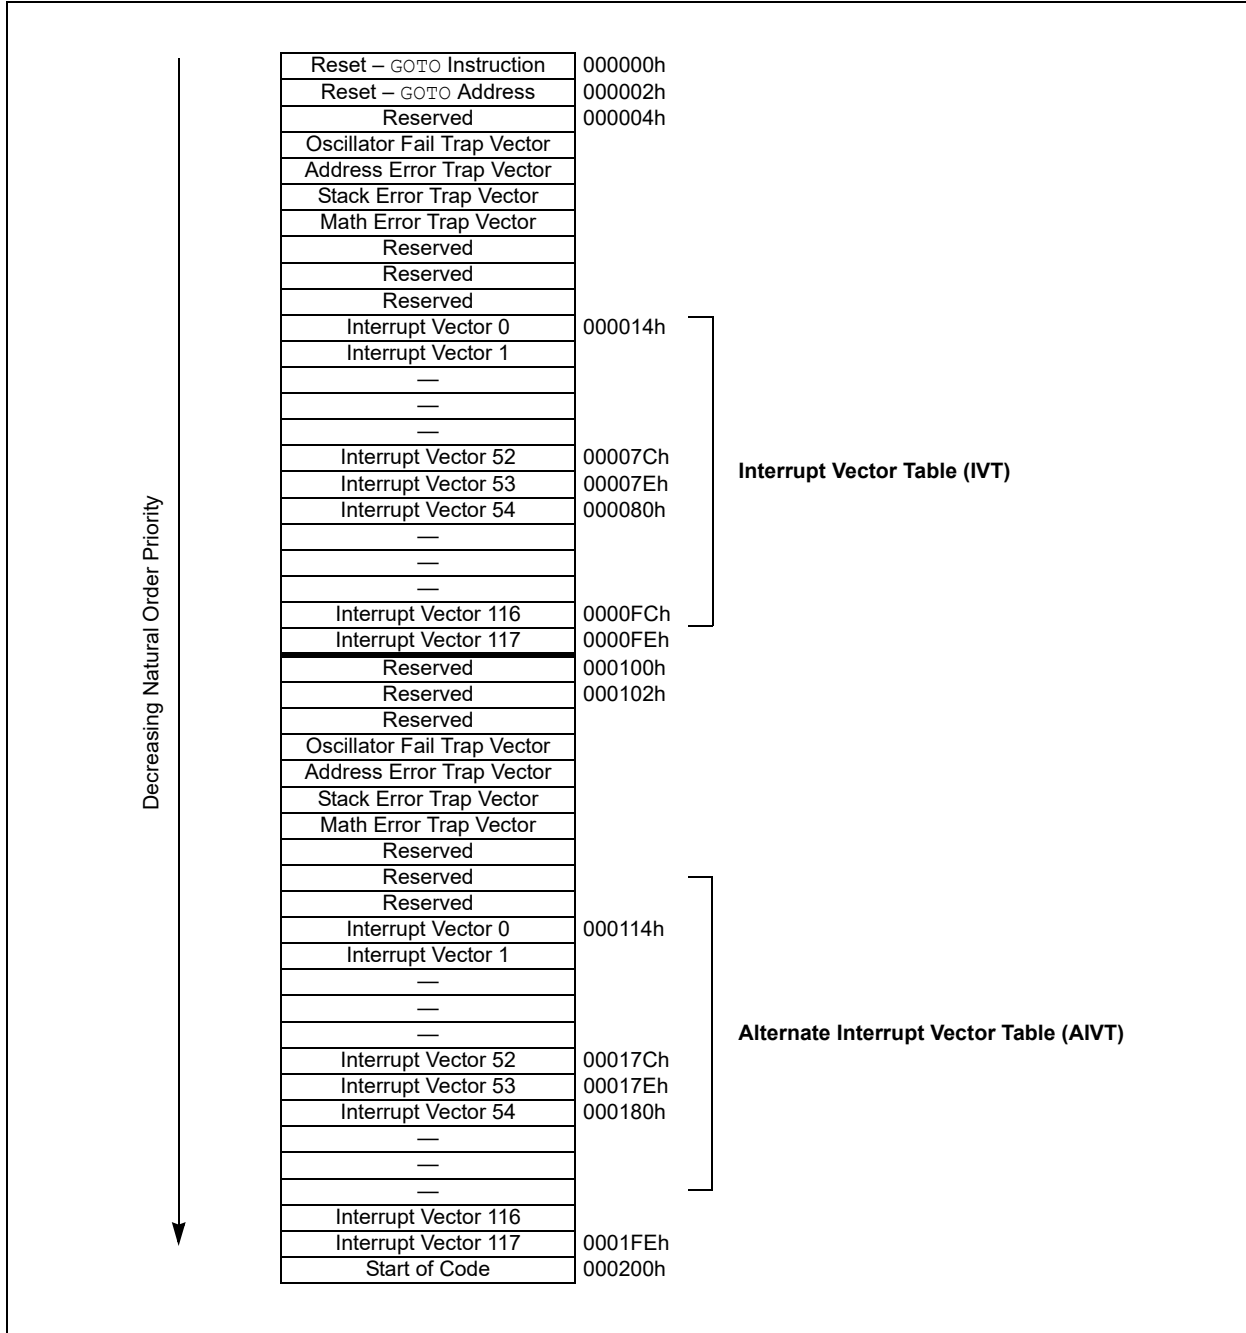 Decreasing Natural Order Priority
Reset – GOTO Instruction 000000h
Reset – GOTO Address 000002h
Reserved 000004h
Oscillator Fail Trap Vector
Address Error Trap Vector
Stack Error Trap Vector
Math Error Trap Vector
Reserved
Reserved
Reserved
Interrupt Vector 0 000014h
Interrupt Vector 1
—
—
—
Interrupt Vector 52 00007Ch
Interrupt Vector 53 00007Eh
Interrupt Vector 54 000080h
—
—
—
Interrupt Vector 116 0000FCh
Interrupt Vector 117 0000FEh
Interrupt Vector Table (IVT)
Reserved 000100h
Reserved 000102h
Reserved
Oscillator Fail Trap Vector
Address Error Trap Vector
Stack Error Trap Vector
Math Error Trap Vector
Reserved
Reserved
Reserved
Interrupt Vector 0 000114h
Interrupt Vector 1
—
—
—
Interrupt Vector 52 00017Ch
Interrupt Vector 53 00017Eh
Interrupt Vector 54 000180h
—
—
—
Interrupt Vector 116
Interrupt Vector 117 0001FEh
Start of Code 000200h
Alternate Interrupt Vector Table (AIVT)